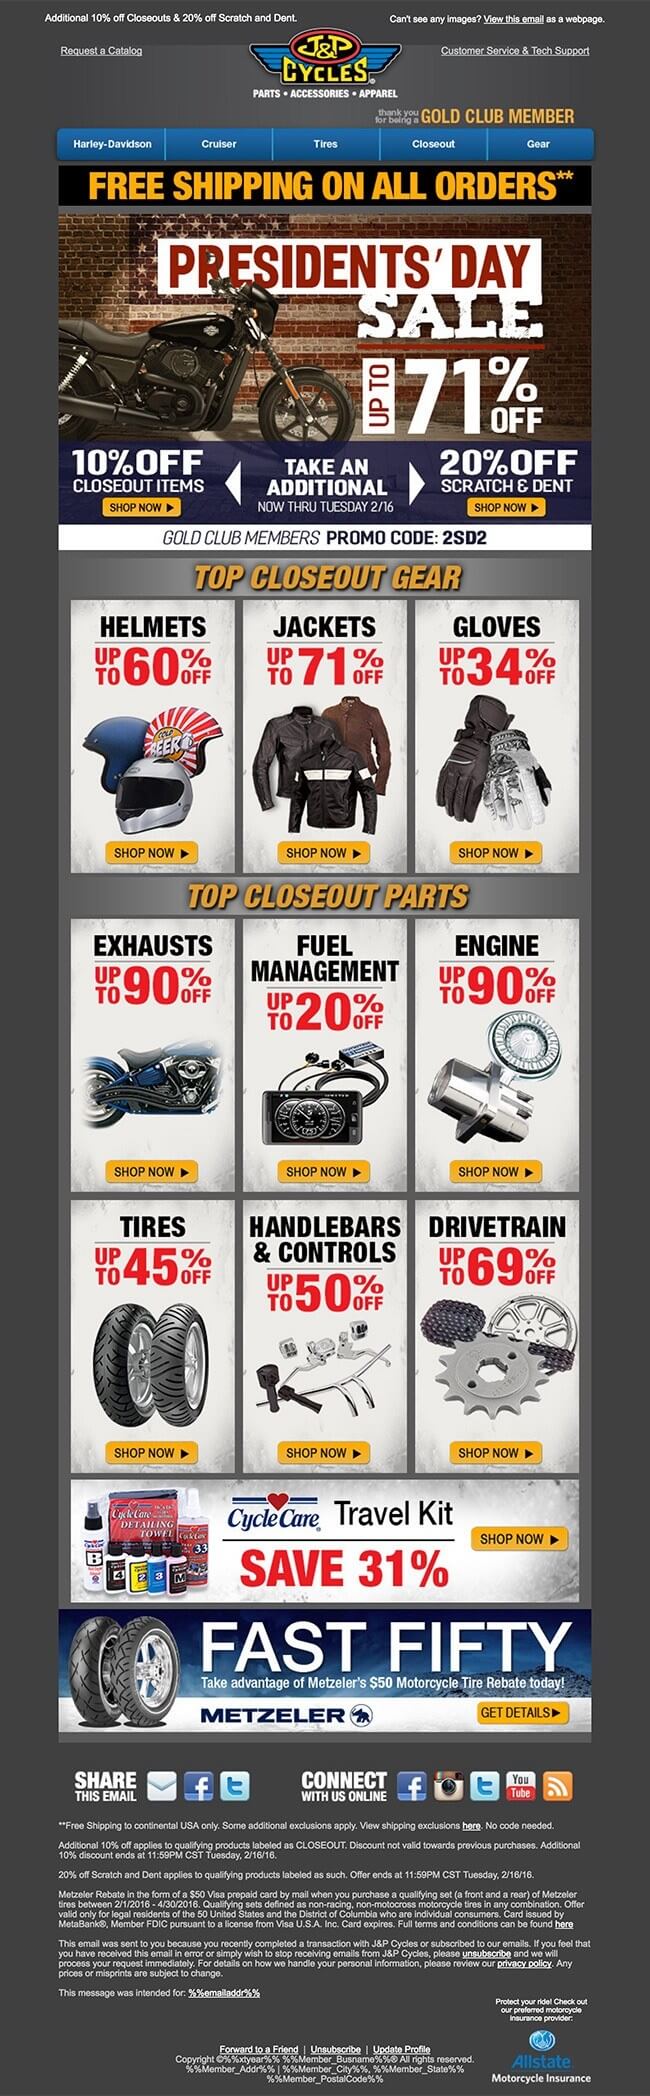 Additional 10% off Closeouts & 20% off Scratch and Dent.
Can't see any images? View this email as a webpage.
Request a Catalog
J&P
CYCLES
PARTS • ACCESSORIES • APPAREL
Customer Service & Tech Support
thank you
for being a GOLD CLUB MEMBER
Harley-Davidson Cruiser Tires Closeout Gear
FREE SHIPPING ON ALL ORDERS**
PRESIDENTS' DAY
SALE
UP TO 71% OFF
10% OFF
CLOSEOUT ITEMS
SHOP NOW ▶
TAKE AN
ADDITIONAL
NOW THRU TUESDAY 2/16
20% OFF
SCRATCH & DENT
SHOP NOW ▶
GOLD CLUB MEMBERS PROMO CODE: 2SD2
TOP CLOSEOUT GEAR
HELMETS
UP TO 60% OFF
COLD
BEER
SHOP NOW ▶
JACKETS
UP TO 71% OFF
SHOP NOW ▶
GLOVES
UP TO 34% OFF
SHOP NOW ▶
TOP CLOSEOUT PARTS
EXHAUSTS
UP TO 90% OFF
SHOP NOW ▶
FUEL
MANAGEMENT
UP TO 20% OFF
SHOP NOW ▶
ENGINE
UP TO 90% OFF
SHOP NOW ▶
TIRES
UP TO 45% OFF
SHOP NOW ▶
HANDLEBARS
& CONTROLS
UP TO 50% OFF
SHOP NOW ▶
DRIVETRAIN
UP TO 69% OFF
SHOP NOW ▶
Cycle Care
DETAILING
TOWEL
B
4
2
3
M
33
Cycle Care® Travel Kit
SAVE 31%
SHOP NOW ▶
FAST FIFTY
Take advantage of Metzeler's $50 Motorcycle Tire Rebate today!
METZELER
GET DETAILS ▶
SHARE
THIS EMAIL
CONNECT
WITH US ONLINE
You
Tube
**Free Shipping to continental USA only. Some additional exclusions apply. View shipping exclusions here. No code needed.
Additional 10% off applies to qualifying products labeled as CLOSEOUT. Discount not valid towards previous purchases. Additional
10% discount ends at 11:59PM CST Tuesday, 2/16/16.
20% off Scratch and Dent applies to qualifying products labeled as such. Offer ends at 11:59PM CST Tuesday, 2/16/16.
Metzeler Rebate in the form of a $50 Visa prepaid card by mail when you purchase a qualifying set (a front and a rear) of Metzeler
tires between 2/1/2016 - 4/30/2016. Qualifying sets defined as non-racing, non-motocross motorcycle tires in any combination. Offer
valid only for legal residents of the 50 United States and the District of Columbia who are individual consumers. Card issued by
MetaBank®, Member FDIC pursuant to a license from Visa U.S.A. Inc. Card expires. Full terms and conditions can be found here
This email was sent to you because you recently completed a transaction with J&P Cycles or subscribed to our emails. If you feel that
you have received this email in error or simply wish to stop receiving emails from J&P Cycles, please unsubscribe and we will
process your request immediately. For details on how we handle your personal information, please review our privacy policy. Any
prices or misprints are subject to change.
This message was intended for: %%emailaddr%%
Protect your ride! Check out
our preferred motorcycle
insurance provider:
Allstate.
Motorcycle Insurance
Forward to a Friend | Unsubscribe | Update Profile
Copyright ©%%xtyear%% %%Member_Busname%%® All rights reserved.
%%Member_Addr%% | %%Member_City%%, %%Member_State%%
%%Member_PostalCode%%